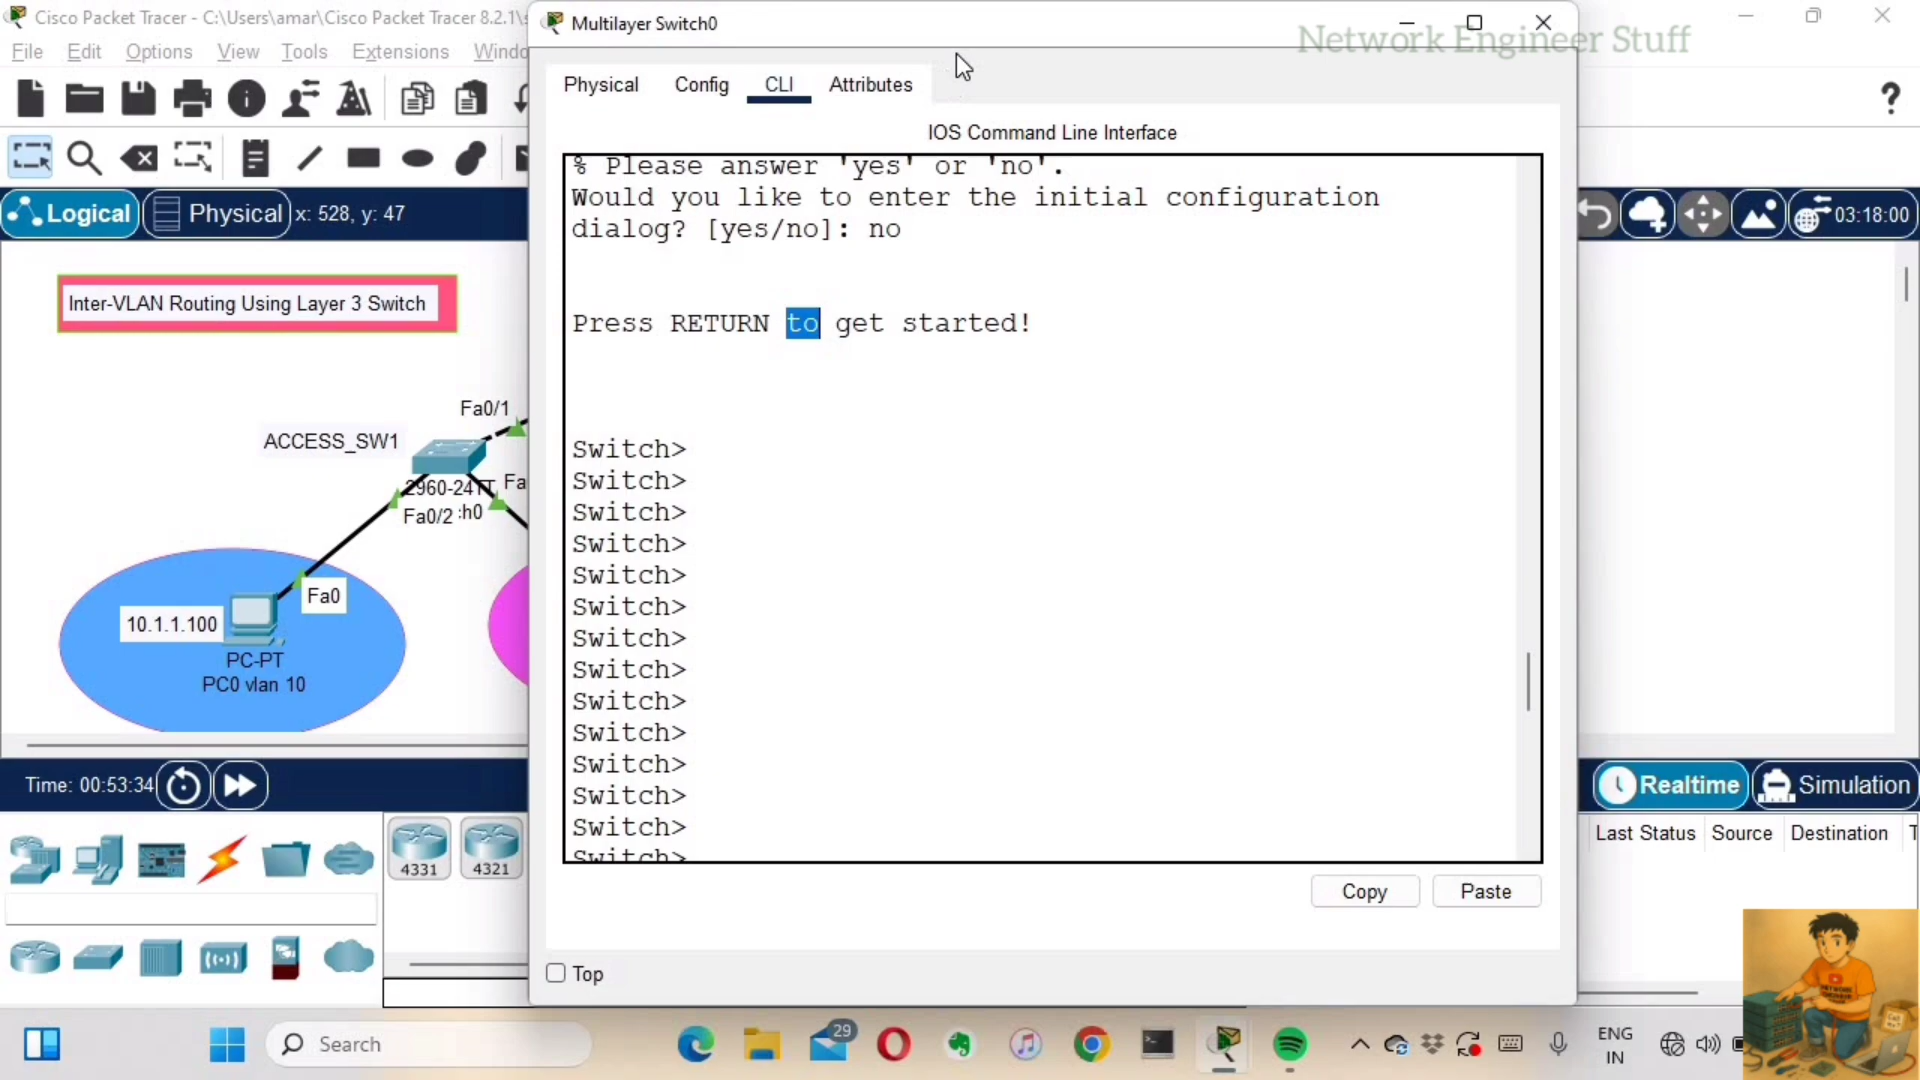 Cisco Packet Tracer - C:\Users\amar\Cisco Packet Tracer 8.2.1\s
File Edit Options View Tools Extensions Windo
Multilayer Switch0
Network Engineer Stuff
Physical Config CLI Attributes
IOS Command Line Interface
% Please answer 'yes' or 'no'.
Would you like to enter the initial configuration
dialog? [yes/no]: no
Press RETURN to get started!
Switch>
Switch>
Switch>
Switch>
Switch>
Switch>
Switch>
Switch>
Switch>
Switch>
Switch>
Switch>
Switch>
Switch>
Copy Paste
Top
Logical Physical x: 528, y: 47
03:18:00
Inter-VLAN Routing Using Layer 3 Switch
Fa0/1
ACCESS_SW1
2960-24TT Fa
Fa0/2 :h0
Fa0
10.1.1.100
PC-PT
PC0 vlan 10
Time: 00:53:34
Realtime Simulation
4331 4321
Last Status Source Destination T
Search
29
ENG
IN